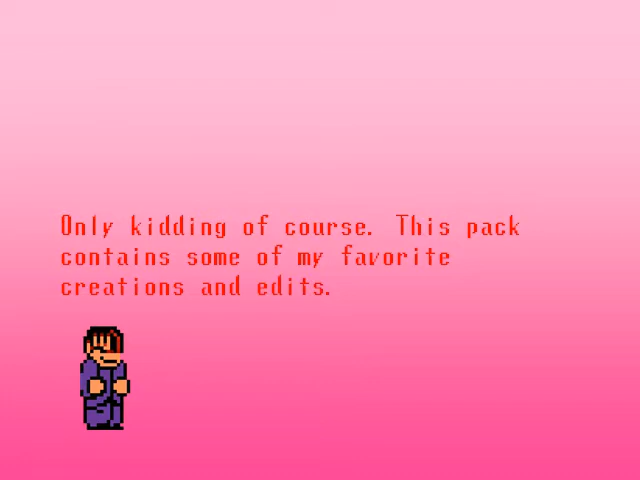 Only kidding of course. This pack
contains some of my favorite
creations and edits.